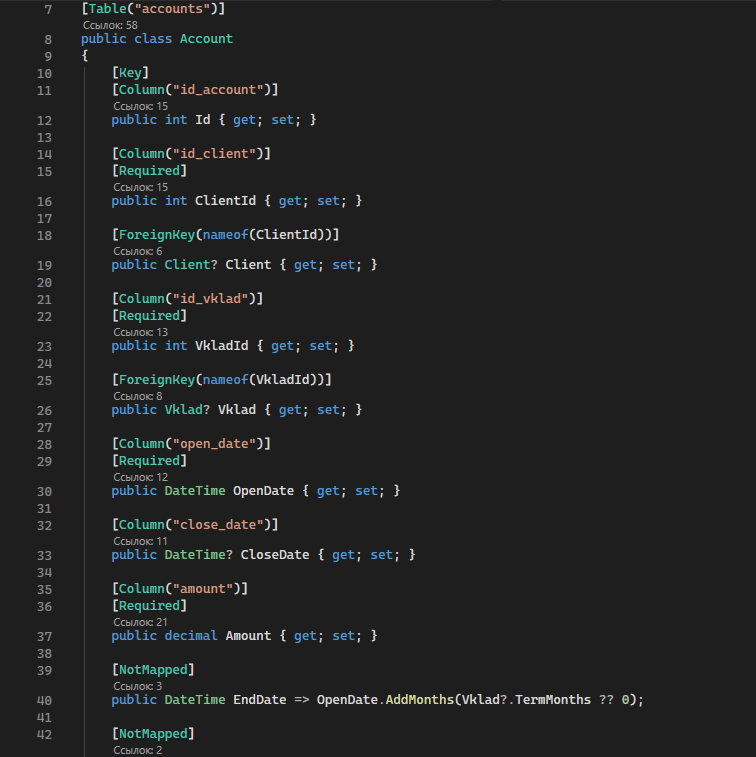 7 [Table("accounts")]
Ссылок: 58
8 public class Account
9 {
10 [Key]
11 [Column("id_account")]
Ссылок: 15
12 public int Id { get; set; }
13
14 [Column("id_client")]
15 [Required]
Ссылок: 15
16 public int ClientId { get; set; }
17
18 [ForeignKey(nameof(ClientId))]
Ссылок: 6
19 public Client? Client { get; set; }
20
21 [Column("id_vklad")]
22 [Required]
Ссылок: 13
23 public int VkladId { get; set; }
24
25 [ForeignKey(nameof(VkladId))]
Ссылок: 8
26 public Vklad? Vklad { get; set; }
27
28 [Column("open_date")]
29 [Required]
Ссылок: 12
30 public DateTime OpenDate { get; set; }
31
32 [Column("close_date")]
Ссылок: 11
33 public DateTime? CloseDate { get; set; }
34
35 [Column("amount")]
36 [Required]
Ссылок: 21
37 public decimal Amount { get; set; }
38
39 [NotMapped]
Ссылок: 3
40 public DateTime EndDate => OpenDate.AddMonths(Vklad?.TermMonths ?? 0);
41
42 [NotMapped]
Ссылок: 2